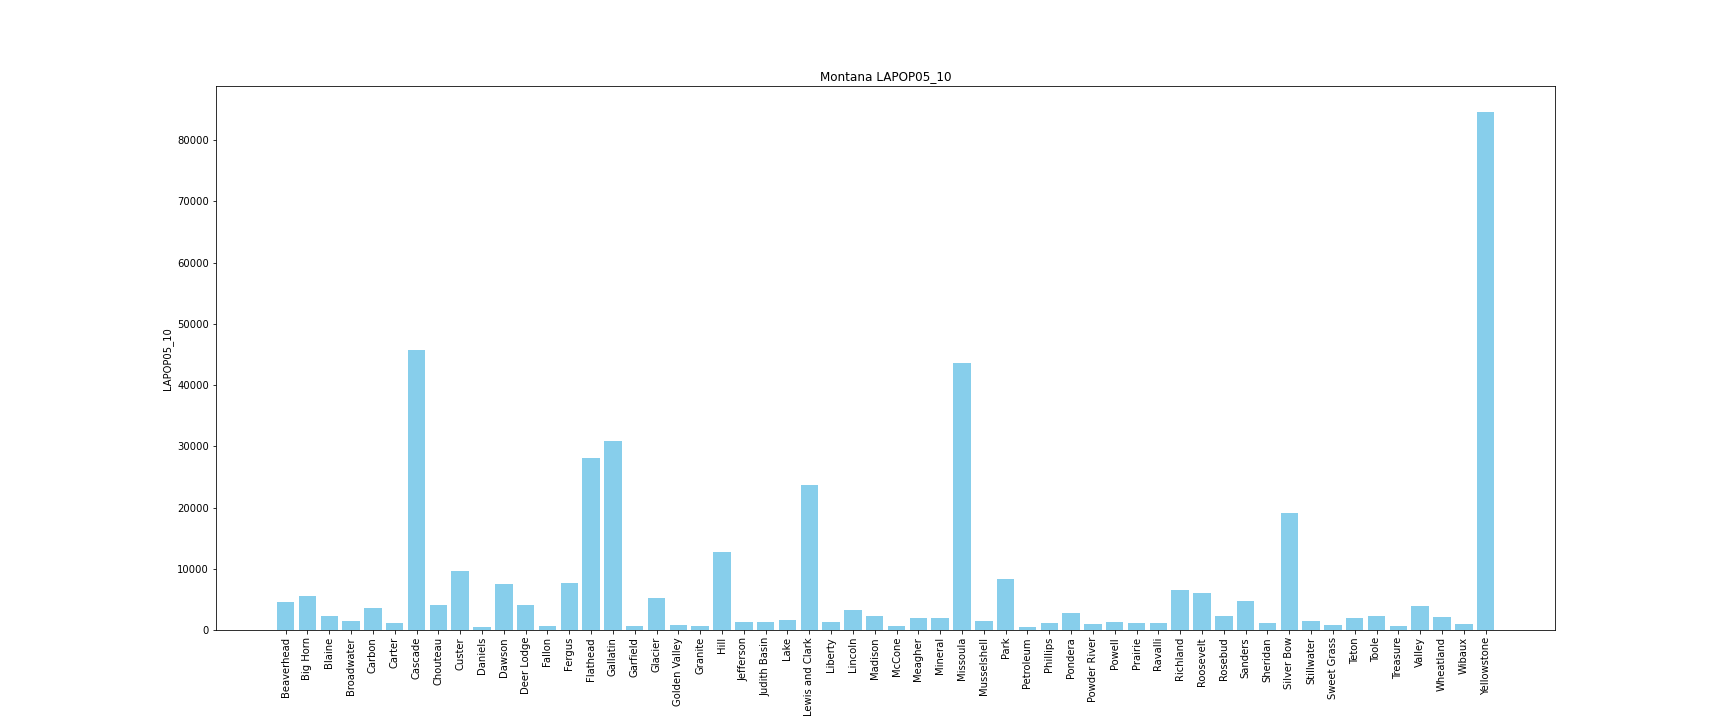 Montana LAPOP05_10
LAPOP05_10
80000
70000
60000
50000
40000
30000
20000
10000
0
Beaverhead
Big Horn
Blaine
Broadwater
Carbon
Carter
Cascade
Chouteau
Custer
Daniels
Dawson
Deer Lodge
Fallon
Fergus
Flathead
Gallatin
Garfield
Glacier
Golden Valley
Granite
Hill
Jefferson
Judith Basin
Lake
Lewis and Clark
Liberty
Lincoln
Madison
McCone
Meagher
Mineral
Missoula
Musselshell
Park
Petroleum
Phillips
Pondera
Powder River
Powell
Prairie
Ravalli
Richland
Roosevelt
Rosebud
Sanders
Sheridan
Silver Bow
Stillwater
Sweet Grass
Teton
Toole
Treasure
Valley
Wheatland
Wibaux
Yellowstone